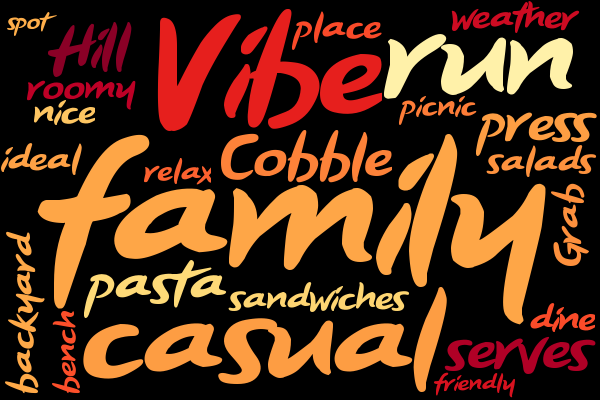 spot
Hill
Vibe
place
weather
run
roomy
nice
picnic
press
ideal
relax
Cobble
salads
family
Grab
backyard
pasta
sandwiches
bench
casual
dine
serves
friendly